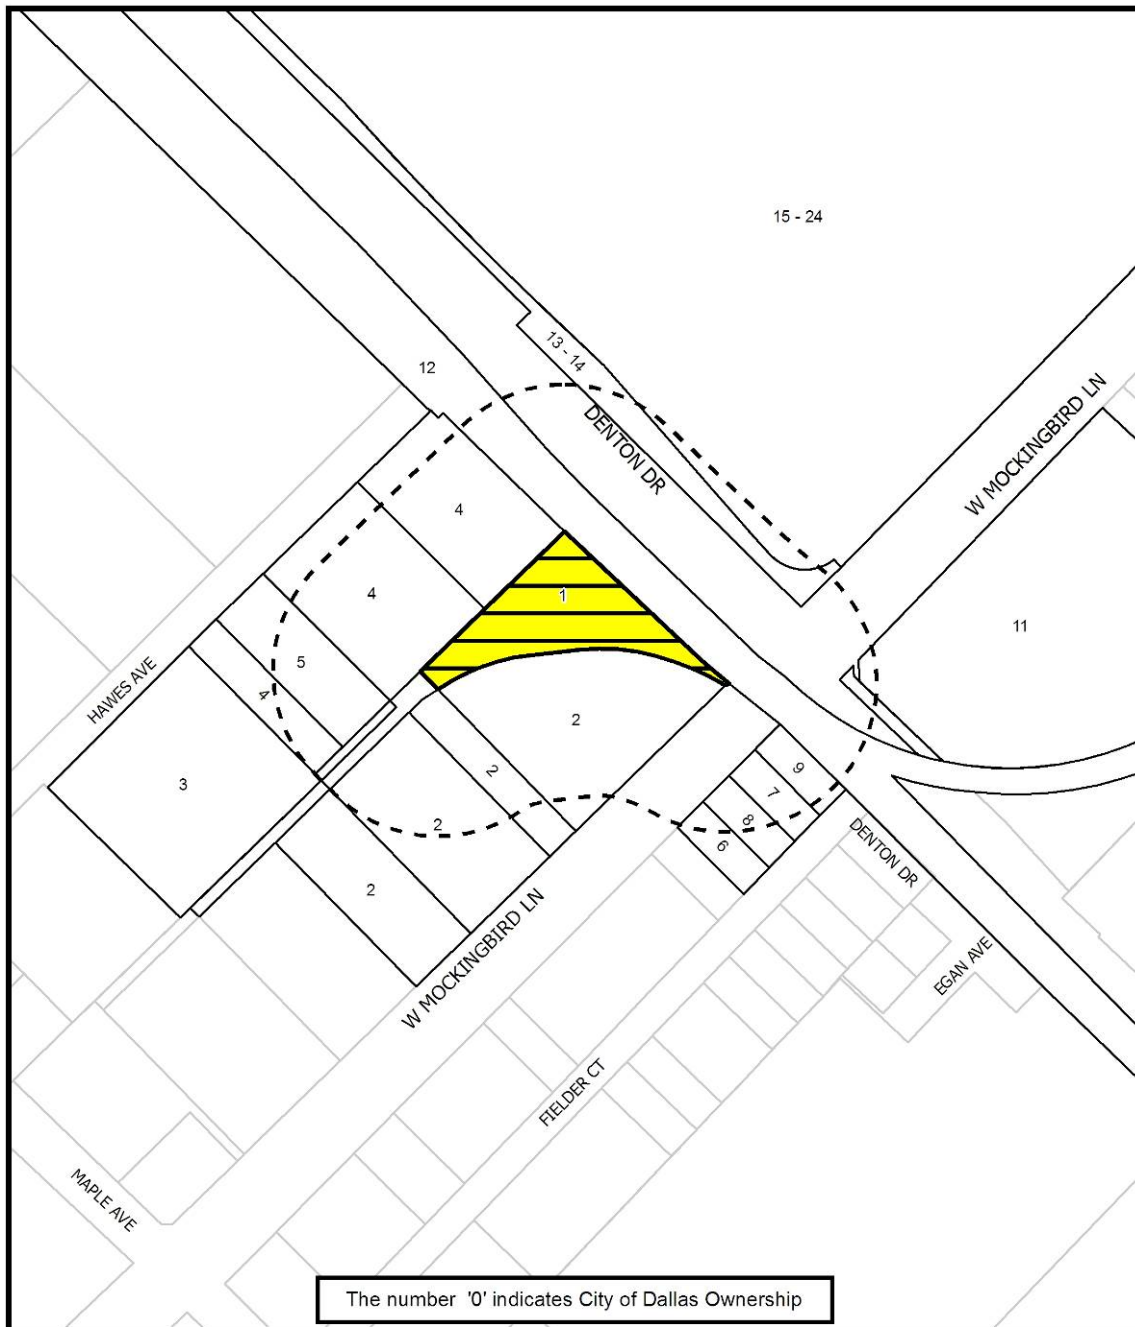 15 - 24
13 - 14
12
DENTON DR
W MOCKINGBIRD LN
4
1
4
11
5
HAWES AVE
4
2
3
2
9
7
2
8
DENTON DR
6
2
W MOCKINGBIRD LN
EGAN AVE
FIELDER CT
MAPLE AVE
The number '0' indicates City of Dallas Ownership